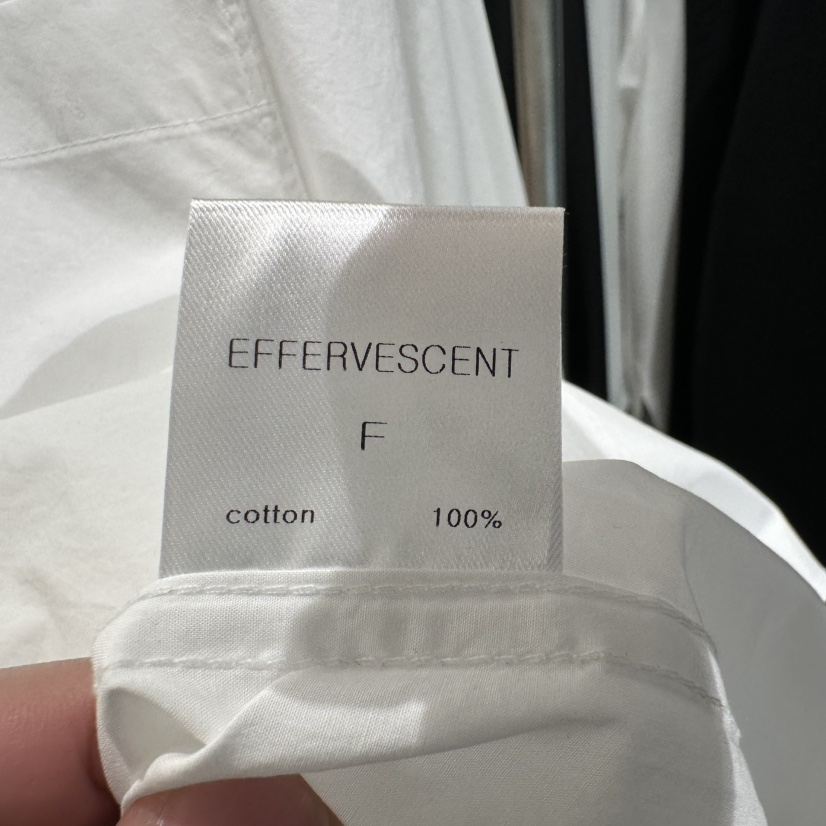 EFFERVESCENT
F
cotton 100%